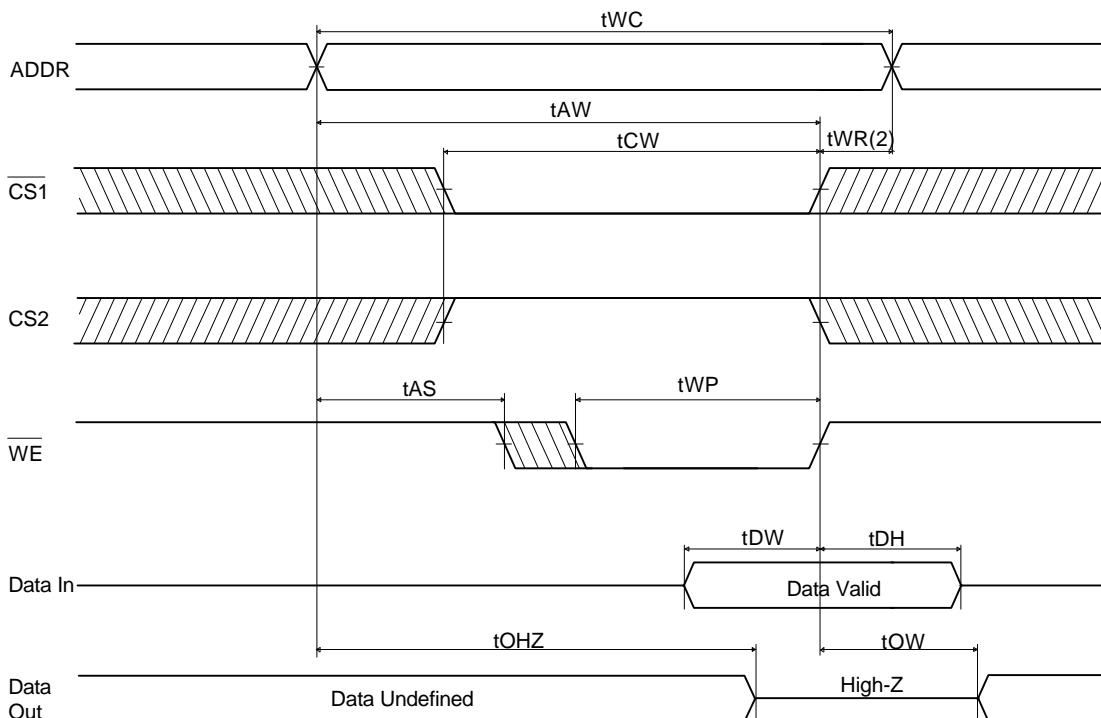 tWC
ADDR
tAW
tCW
tWR(2)
CS1
CS2
tAS
tWP
WE
tDW
tDH
Data In
Data Valid
tOHZ
tOW
Data
Out
Data Undefined
High-Z